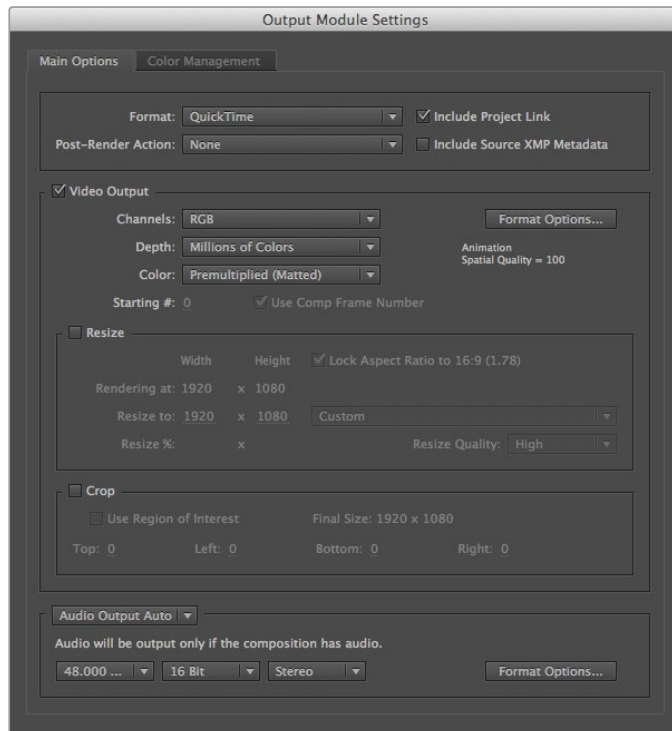 Output Module Settings
Main Options Color Management
Format: QuickTime Include Project Link
Post-Render Action: None Include Source XMP Metadata
Video Output
Channels: RGB Format Options...
Depth: Millions of Colors Animation
Spatial Quality = 100
Color: Premultiplied (Matted)
Starting #: 0 Use Comp Frame Number
Resize
Width Height Lock Aspect Ratio to 16:9 (1.78)
Rendering at: 1920 x 1080
Resize to: 1920 x 1080 Custom
Resize %: x Resize Quality: High
Crop
Use Region of Interest Final Size: 1920 x 1080
Top: 0 Left: 0 Bottom: 0 Right: 0
Audio Output Auto
Audio will be output only if the composition has audio.
48.000 ... 16 Bit Stereo Format Options...